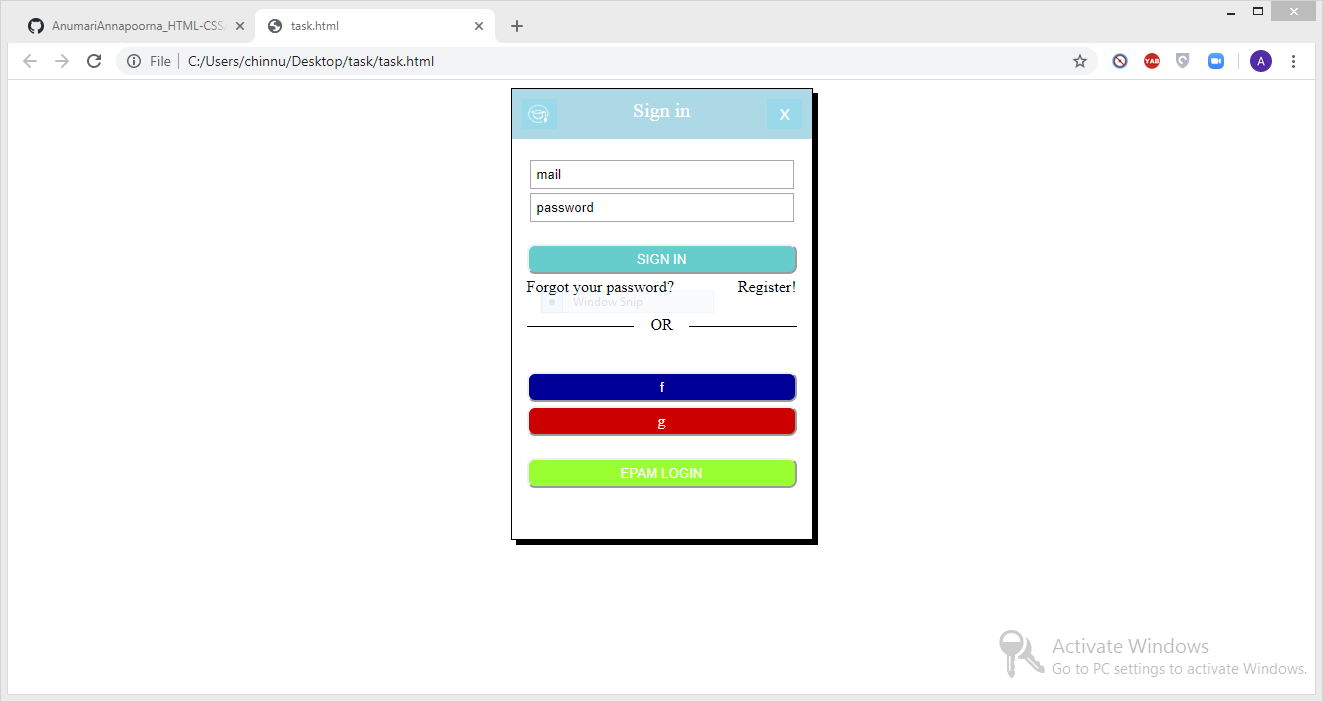 AnumariAnnapoorna_HTML-CSS
task.html
File
C:/Users/chinnu/Desktop/task/task.html
YAB
A
Sign in
X
mail
password
SIGN IN
Forgot your password? Register!
Window Snip
OR
f
g
EPAM LOGIN
Activate Windows
Go to PC settings to activate Windows.